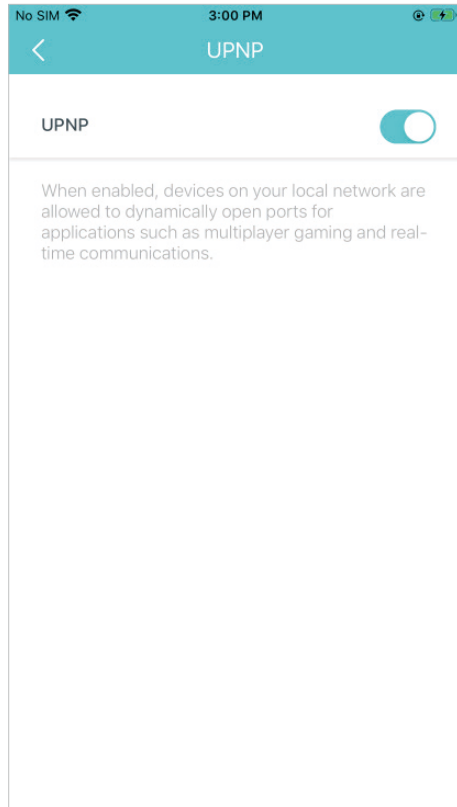 No SIM 3:00 PM
UPNP
UPNP
When enabled, devices on your local network are
allowed to dynamically open ports for
applications such as multiplayer gaming and real-
time communications.